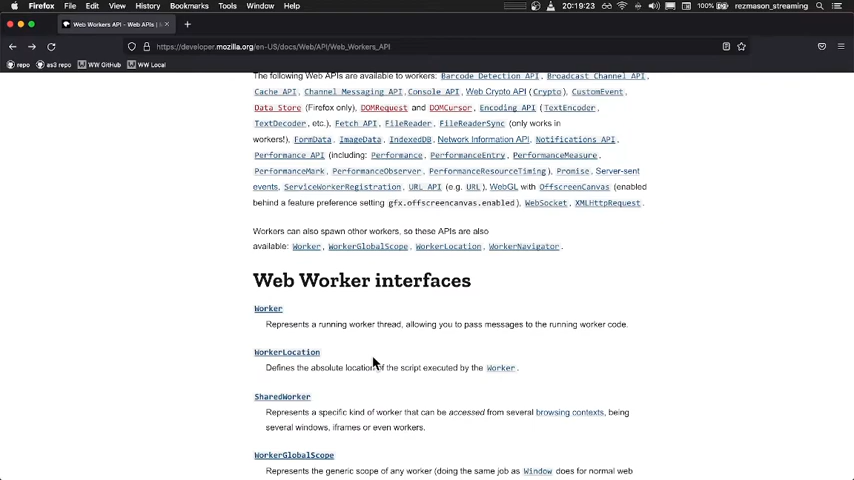 Firefox File Edit View History Bookmarks Tools Window Help 100% 20:19:23 rezmason_streaming
Web Workers API - Web APIs |
https://developer.mozilla.org/en-US/docs/Web/API/Web_Workers_API
repo as3 repo WW GitHub WW Local
The following Web APIs are available to workers: Barcode Detection API, Broadcast Channel API,
Cache API, Channel Messaging API, Console API, Web Crypto API (Crypto), CustomEvent,
Data Store (Firefox only), DOMRequest and DOMCursor, Encoding API (TextEncoder,
TextDecoder, etc.), Fetch API, FileReader, FileReaderSync (only works in
workers!), FormData, ImageData, IndexedDB, Network Information API, Notifications API,
Performance API (including: Performance, PerformanceEntry, PerformanceMeasure,
PerformanceMark, PerformanceObserver, PerformanceResourceTiming), Promise, Server-sent
events, ServiceWorkerRegistration, URL API (e.g. URL), WebGL with OffscreenCanvas (enabled
behind a feature preference setting gfx.offscreencanvas.enabled), WebSocket, XMLHttpRequest.
Workers can also spawn other workers, so these APIs are also
available: Worker, WorkerGlobalScope, WorkerLocation, WorkerNavigator.
Web Worker interfaces
Worker
Represents a running worker thread, allowing you to pass messages to the running worker code.
WorkerLocation
Defines the absolute location of the script executed by the Worker.
SharedWorker
Represents a specific kind of worker that can be accessed from several browsing contexts, being
several windows, iframes or even workers.
WorkerGlobalScope
Represents the generic scope of any worker (doing the same job as Window does for normal web